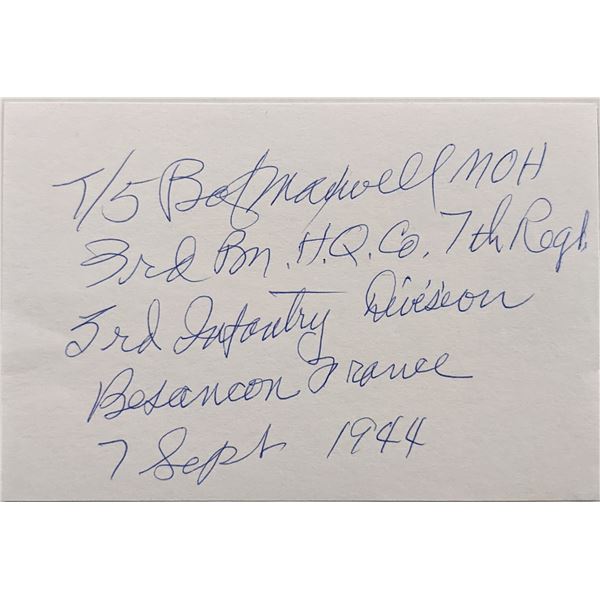 T/5 Bob Maxwell MOH
3rd Bn. H.Q. Co. 7th Regt.
3rd Infantry Division
Besancon France
7 Sept 1944